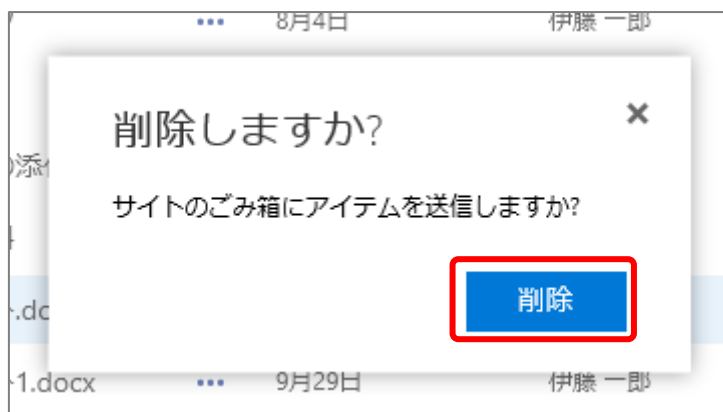 8月4日 伊藤 一郎
削除しますか?
サイトのごみ箱にアイテムを送信しますか?
削除
.dc
1.docx 9月29日 伊藤 一郎